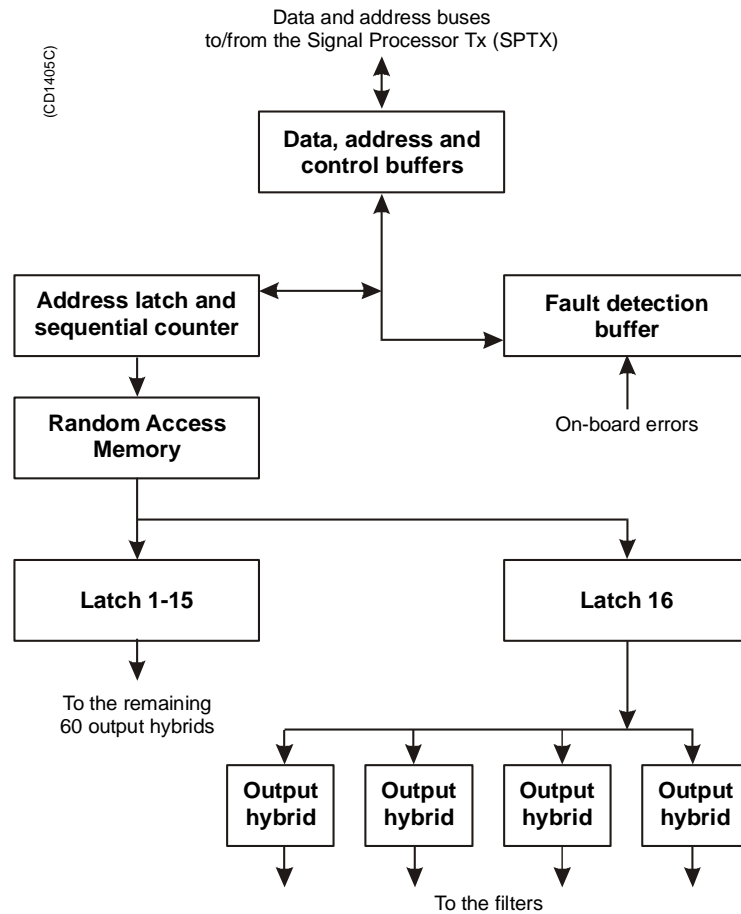 Data and address buses
to/from the Signal Processor Tx (SPTX)
(CD1405C)
Data, address and
control buffers
Address latch and
sequential counter
Fault detection
buffer
Random Access
Memory
On-board errors
Latch 1-15
Latch 16
To the remaining
60 output hybrids
Output
hybrid
Output
hybrid
Output
hybrid
Output
hybrid
To the filters